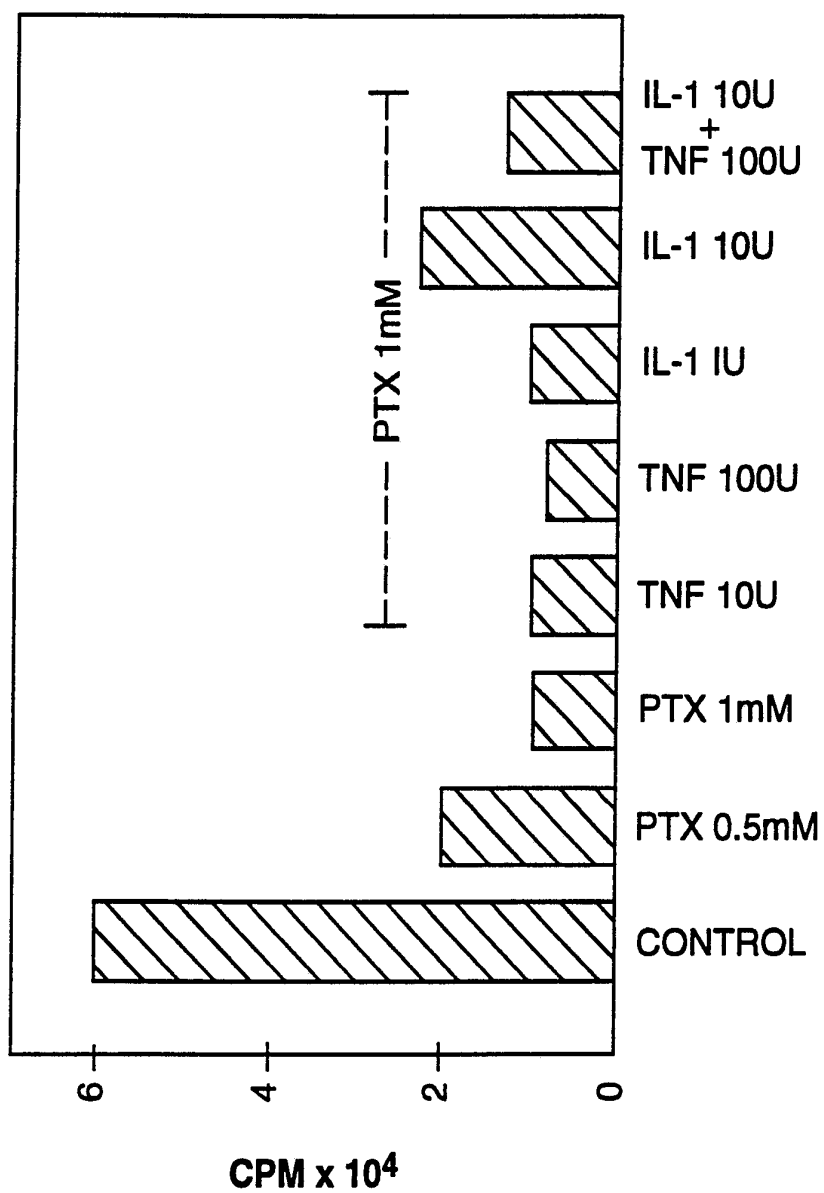 IL-1 10U
+
TNF 100U
IL-1 10U
IL-1 IU
TNF 100U
TNF 10U
PTX 1mM
PTX 0.5mM
CONTROL
PTX 1mM
6
4
2
0
CPM x 10⁴